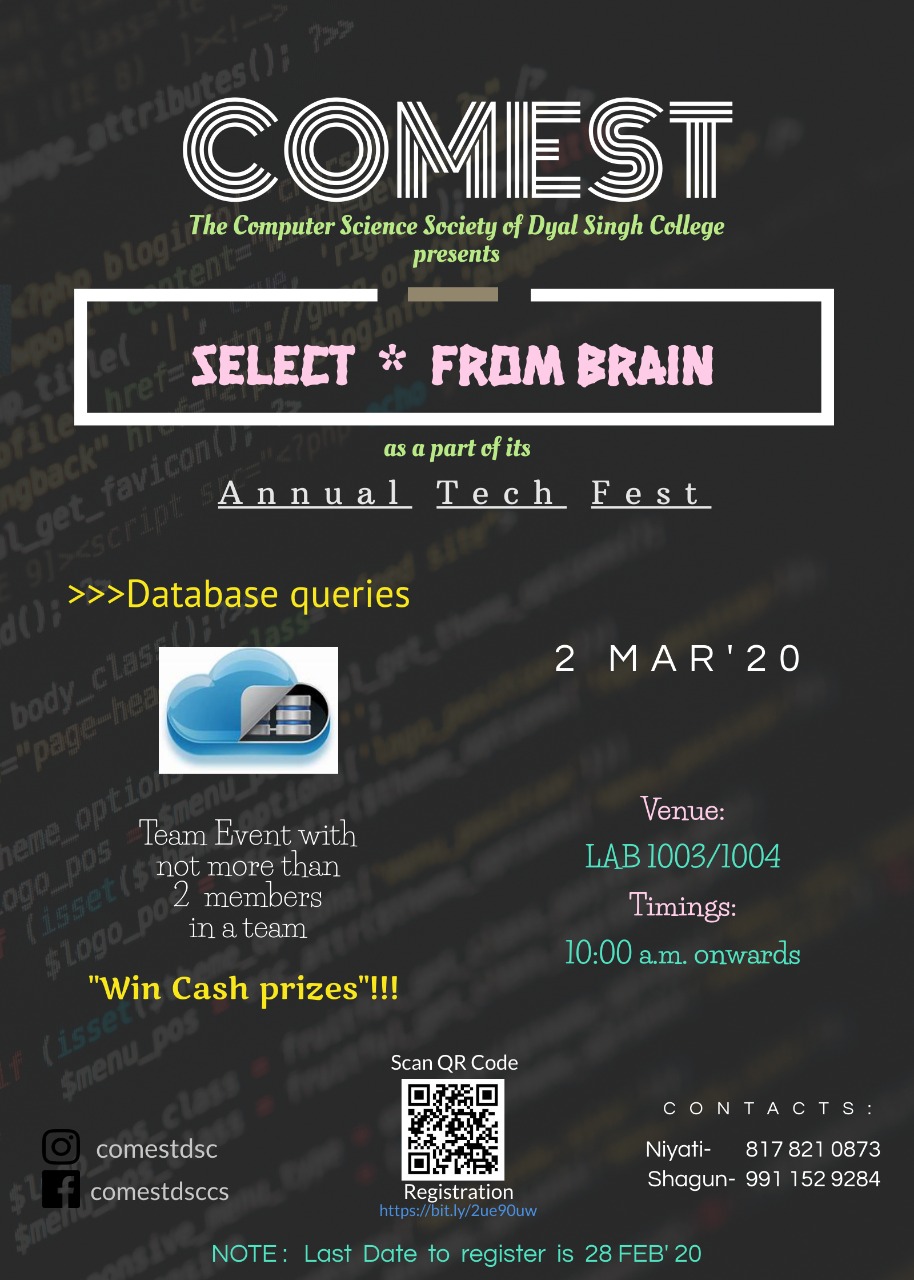 COMEST
The Computer Science Society of Dyal Singh College
presents
SELECT * FROM BRAIN
as a part of its
Annual Tech Fest
>>>Database queries
2 MAR'20
Team Event with
not more than
2 members
in a team
"Win Cash prizes"!!!
Venue:
LAB 1003/1004
Timings:
10:00 a.m. onwards
Scan QR Code
Registration
https://bit.ly/2ue90uw
comestdsc
comestdsccs
CONTACTS:
Niyati- 817 821 0873
Shagun- 991 152 9284
NOTE: Last Date to register is 28 FEB' 20